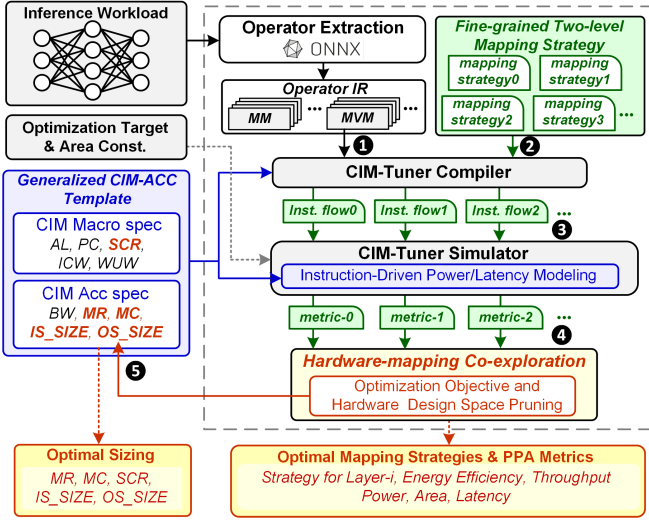 Inference Workload
Operator Extraction
ONNX
Operator IR
MM
...
MVM
...
Fine-grained Two-level
Mapping Strategy
mapping
strategy0
mapping
strategy1
mapping
strategy2
mapping
strategy3
...
Optimization Target
& Area Const.
1
2
CIM-Tuner Compiler
Generalized CIM-ACC
Template
CIM Macro spec
AL, PC, SCR,
ICW, WUW
CIM Acc spec
BW, MR, MC,
IS_SIZE, OS_SIZE
Inst. flow0
Inst. flow1
Inst. flow2
...
3
CIM-Tuner Simulator
Instruction-Driven Power/Latency Modeling
metric-0
metric-1
metric-2
...
4
Hardware-mapping Co-exploration
Optimization Objective and
Hardware Design Space Pruning
5
Optimal Sizing
MR, MC, SCR,
IS_SIZE, OS_SIZE
Optimal Mapping Strategies & PPA Metrics
Strategy for Layer-i, Energy Efficiency, Throughput
Power, Area, Latency